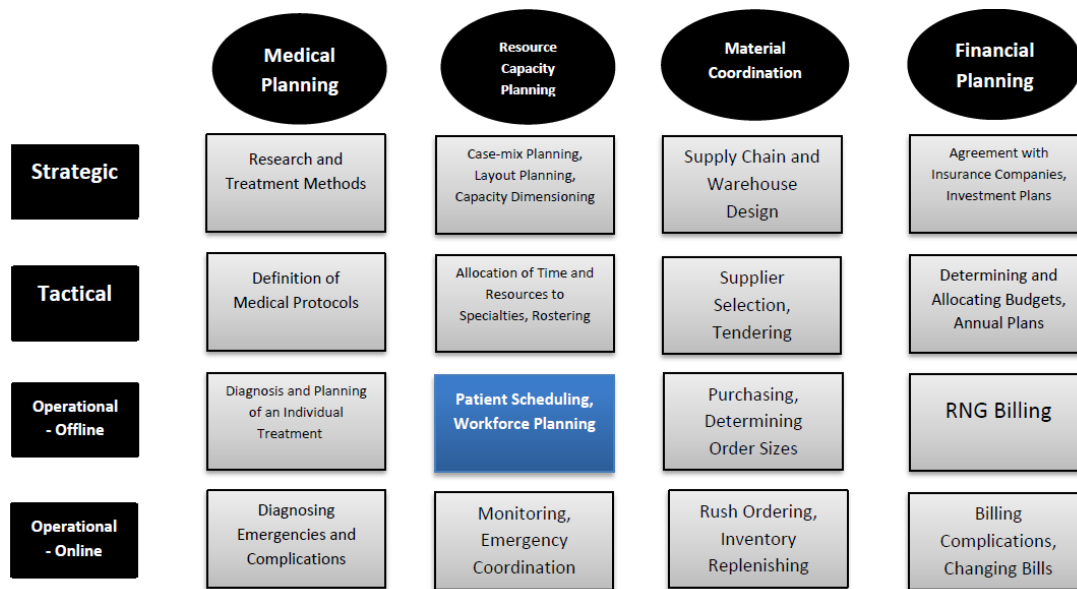 Medical
Planning
Resource
Capacity
Planning
Material
Coordination
Financial
Planning
Strategic
Research and
Treatment Methods
Case-mix Planning,
Layout Planning,
Capacity Dimensioning
Supply Chain and
Warehouse
Design
Agreement with
Insurance Companies,
Investment Plans
Tactical
Definition of
Medical Protocols
Allocation of Time and
Resources to
Specialties, Rostering
Supplier
Selection,
Tendering
Determining and
Allocating Budgets,
Annual Plans
Operational
- Offline
Diagnosis and Planning
of an Individual
Treatment
Patient Scheduling,
Workforce Planning
Purchasing,
Determining
Order Sizes
RNG Billing
Operational
- Online
Diagnosing
Emergencies and
Complications
Monitoring,
Emergency
Coordination
Rush Ordering,
Inventory
Replenishing
Billing
Complications,
Changing Bills